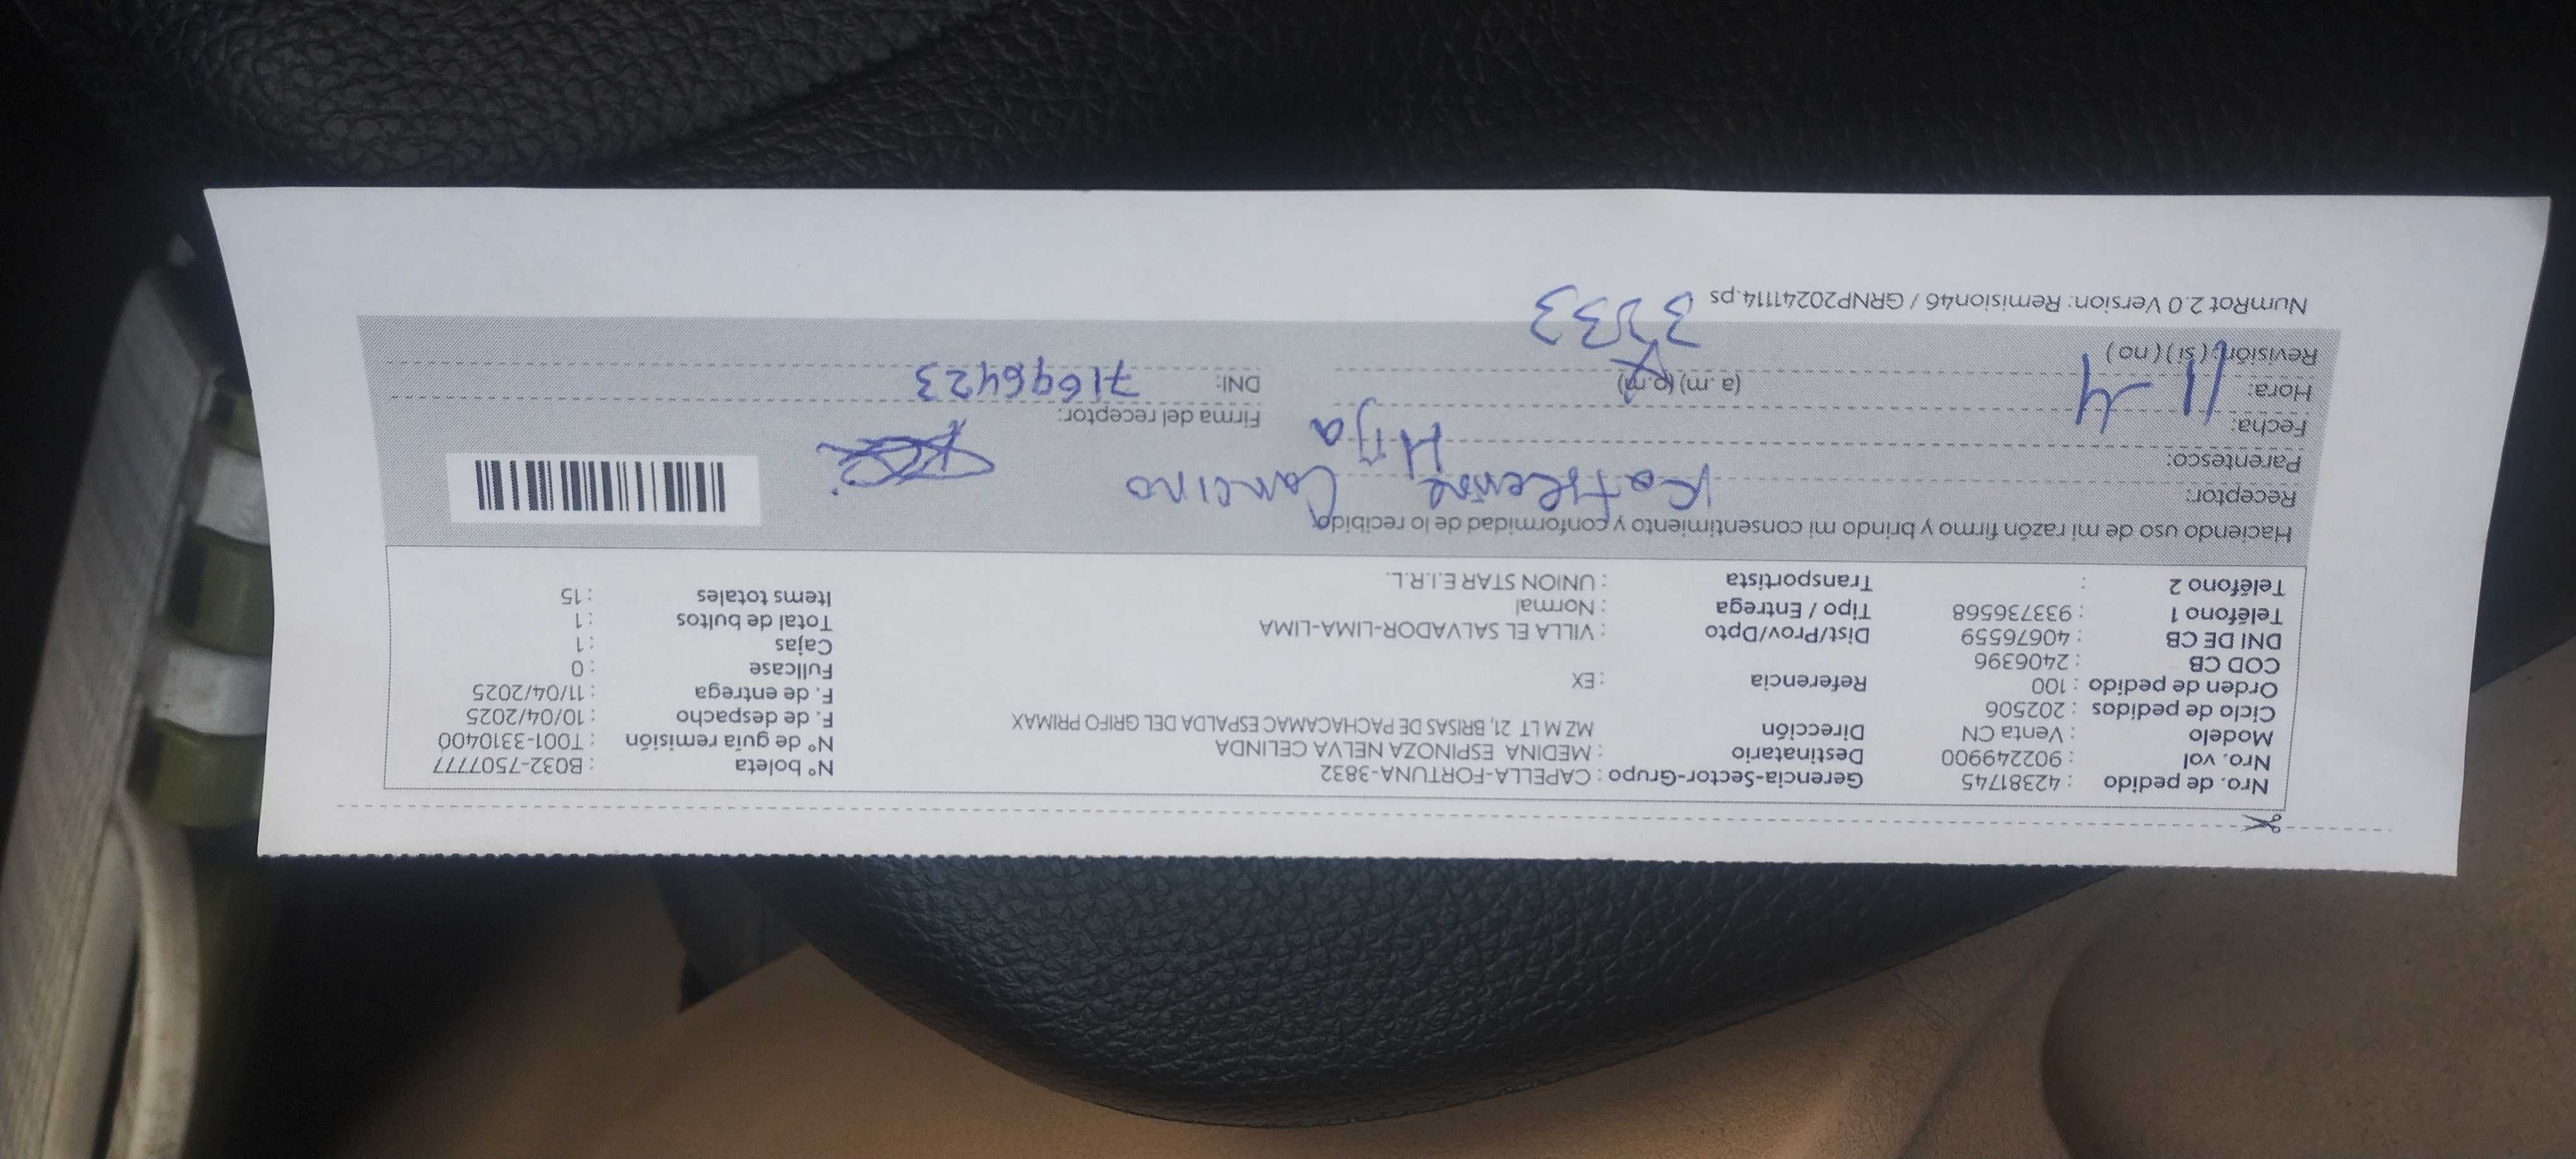 Nro. de pedido : 42381745 Gerencia-Sector-Grupo : CAPELLA-FORTUNA-3832 N° boleta : B032-7507777
Nro. vol : 902249900 Destinatario : MEDINA ESPINOZA NELVA CELINDA N° de guía remisión : T001-3310400
Modelo : Venta CN Dirección MZ M LT 21, BRISAS DE PACHACAMAC ESPALDA DEL GRIFO PRIMAX F. de despacho : 10/04/2025
Ciclo de pedidos : 202506 F. de entrega : 11/04/2025
Orden de pedido : 100 Referencia : EX Fullcase : 0
COD CB : 2406396 Cajas : 1
DNI DE CB : 40676559 Dist/Prov/Dpto : VILLA EL SALVADOR-LIMA-LIMA Total de bultos : 1
Teléfono 1 : 933736568 Tipo / Entrega : Normal Items totales : 15
Teléfono 2 : Transportista : UNION STAR E.I.R.L.
Haciendo uso de mi razón firmo y brindo mi consentimiento y conformidad de lo recibido
Receptor: Cancino
Parentesco: Hija
Fecha: 11-4 Firma del receptor:
Hora: (a.m) (p.m) DNI: 71696423
Revisión: (si) (no)
3233
NumRot 2.0 Version: Remision46 / GRNP20241114.ps